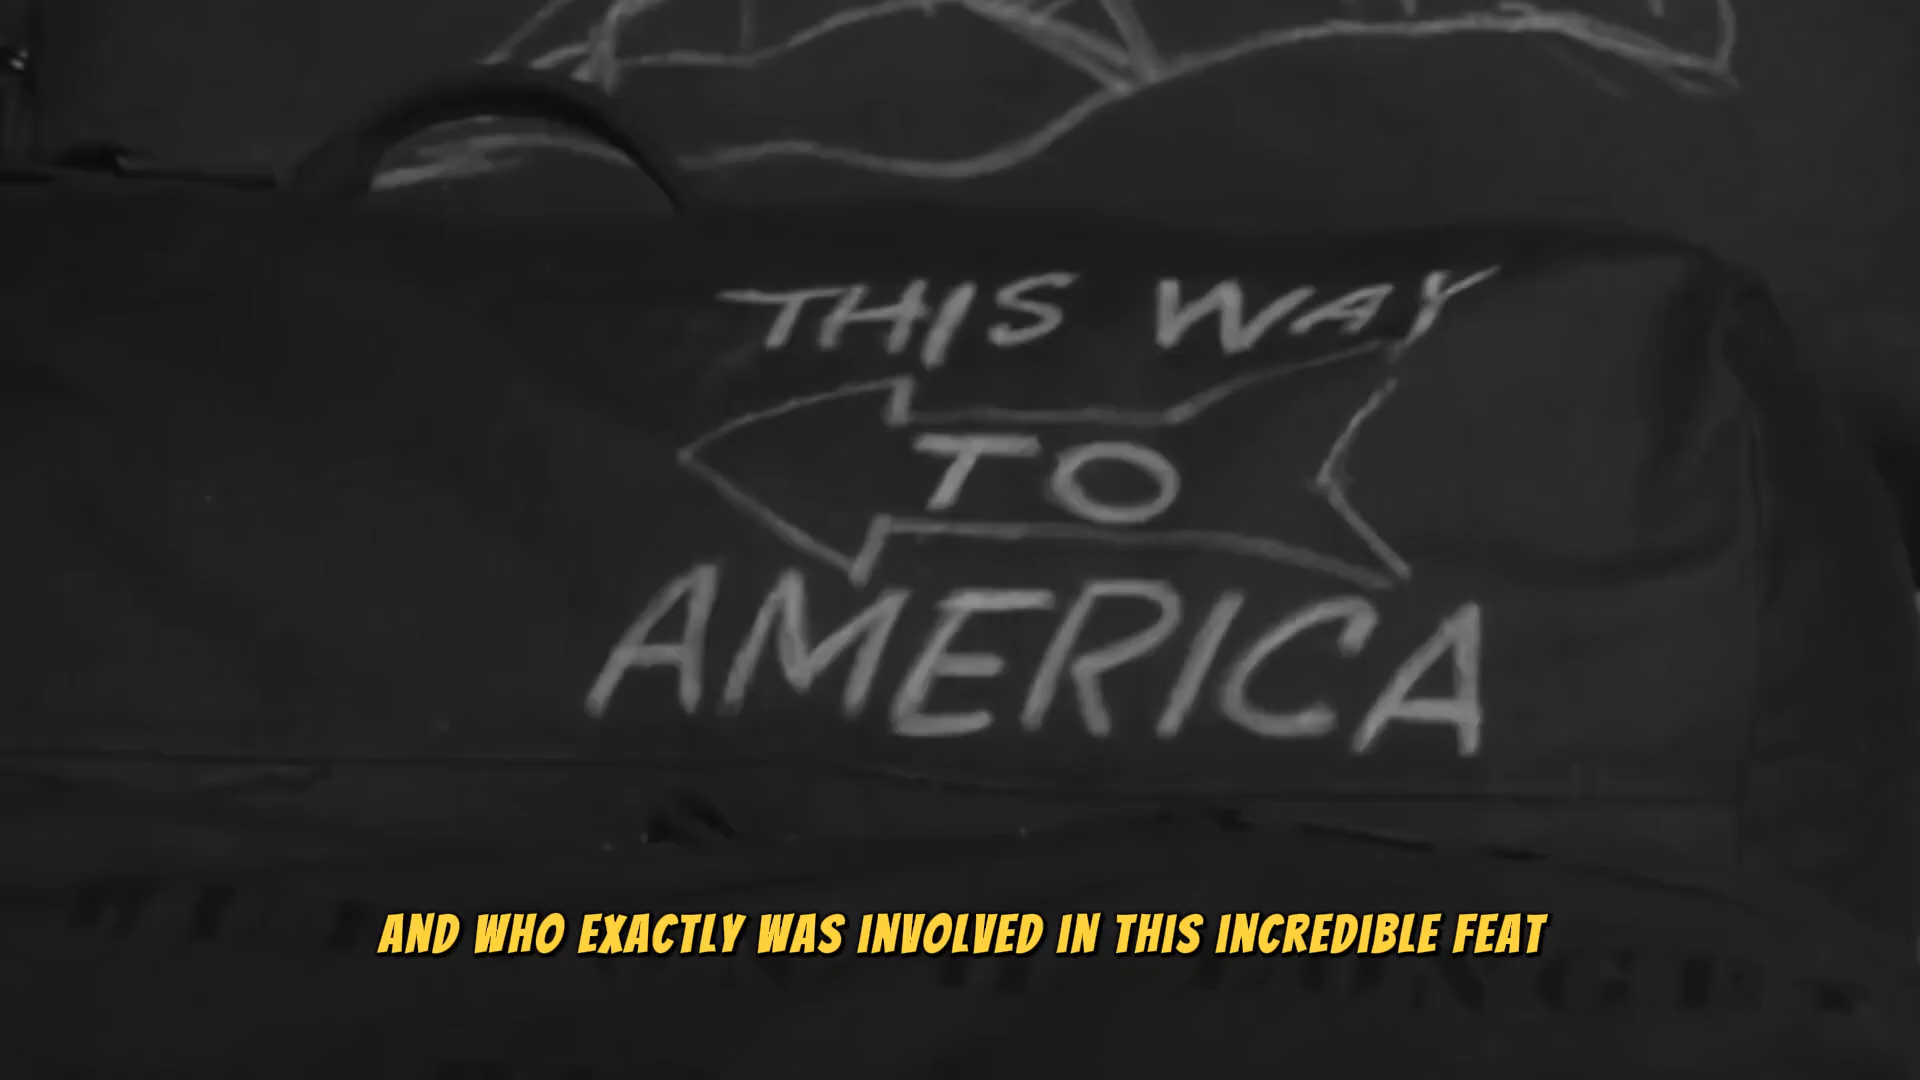 THIS WAY
TO
AMERICA
AND WHO EXACTLY WAS INVOLVED IN THIS INCREDIBLE FEAT